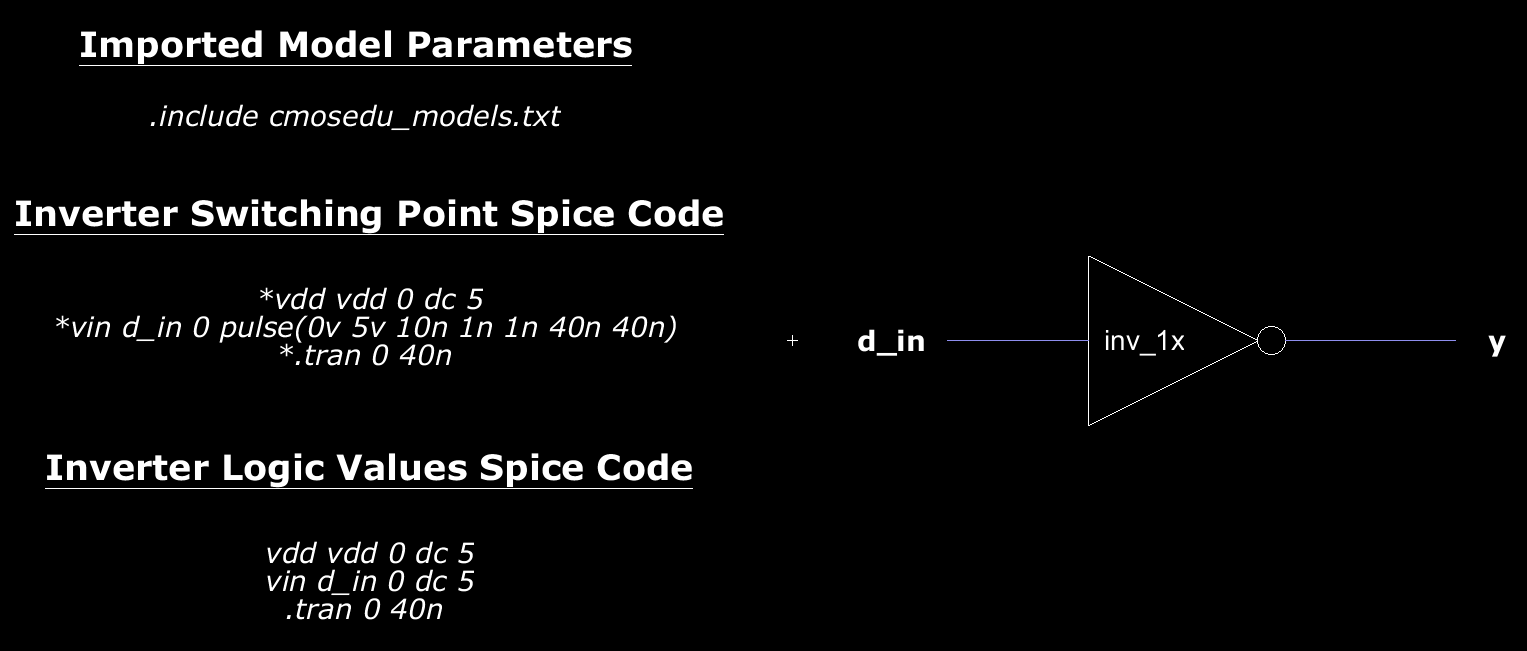 Imported Model Parameters
.include cmosedu_models.txt
Inverter Switching Point Spice Code
*vdd vdd 0 dc 5
*vin d_in 0 pulse(0v 5v 10n 1n 1n 40n 40n)
*.tran 0 40n
Inverter Logic Values Spice Code
vdd vdd 0 dc 5
vin d_in 0 dc 5
.tran 0 40n
d_in
inv_1x
y